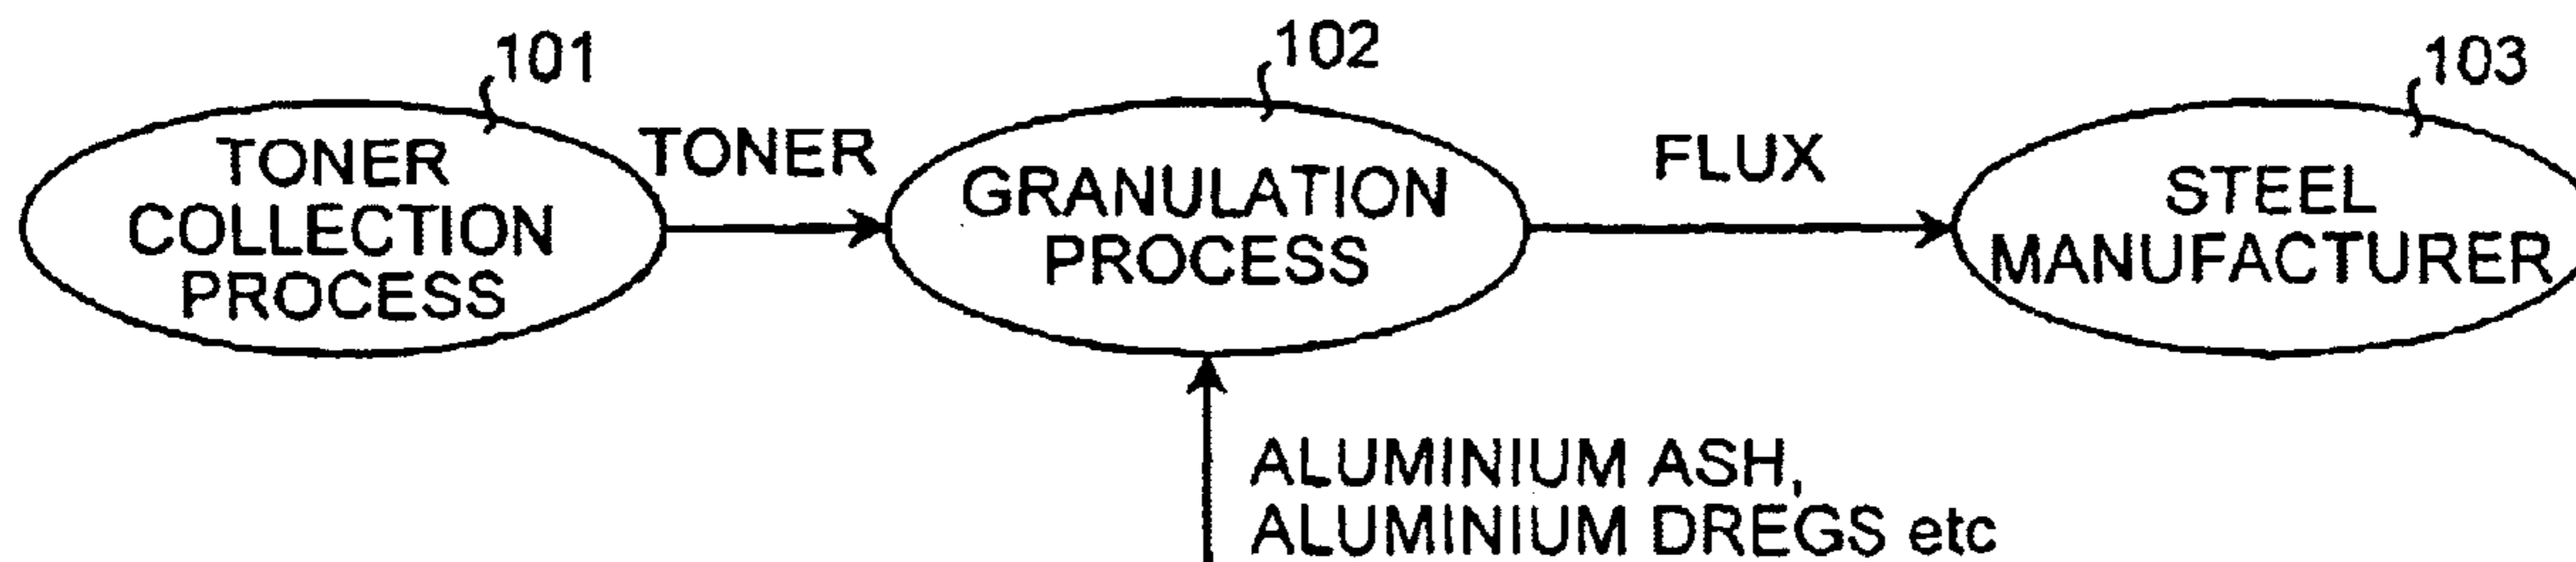 101
102
103
TONER
COLLECTION
PROCESS
TONER
GRANULATION
PROCESS
FLUX
STEEL
MANUFACTURER
ALUMINIUM ASH,
ALUMINIUM DREGS etc